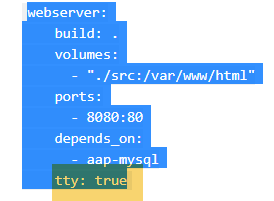 webserver:
    build: .
    volumes:
      - "./src:/var/www/html"
    ports:
      - 8080:80
    depends_on:
      - aap-mysql
    tty: true